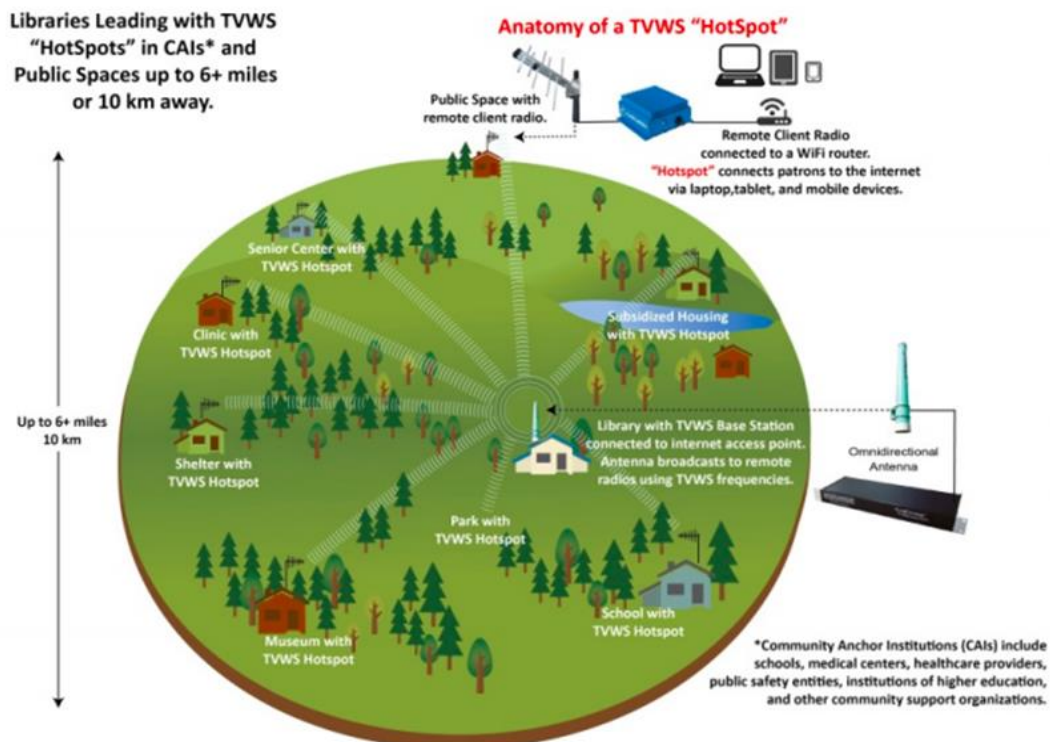 Libraries Leading with TVWS
“HotSpots” in CAIs* and
Public Spaces up to 6+ miles
or 10 km away.
Anatomy of a TVWS “HotSpot”
Public Space with
remote client radio.
Remote Client Radio
connected to a WiFi router.
“Hotspot” connects patrons to the internet
via laptop,tablet, and mobile devices.
Senior Center with
TVWS Hotspot
Clinic with
TVWS Hotspot
Subsidized Housing
with TVWS Hotspot
Up to 6+ miles
10 km
Shelter with
TVWS Hotspot
Library with TVWS Base Station
connected to internet access point.
Antenna broadcasts to remote
radios using TVWS frequencies.
Omnidirectional
Antenna
Park with
TVWS Hotspot
Museum with
TVWS Hotspot
School with
TVWS Hotspot
*Community Anchor Institutions (CAIs) include
schools, medical centers, healthcare providers,
public safety entities, institutions of higher education,
and other community support organizations.